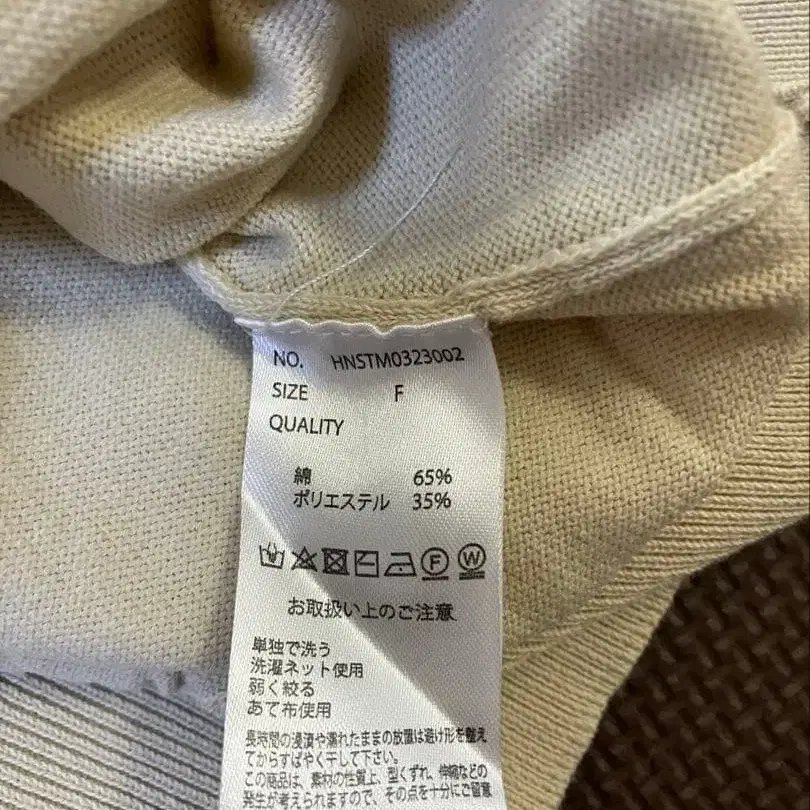 NO. HNSTM0323002
SIZE F
QUALITY
綿 65%
ポリエステル 35%
F W
お取扱い上のご注意
単独で洗う
洗濯ネット使用
弱く絞る
あて布使用
長時間の浸漬や濡れたままの放置は避け形を整え
てからすばやく干して下さい。
この商品は、素材の性質上、型くずれ、伸縮などの
発生が考えられますので、その点を十分にご留意